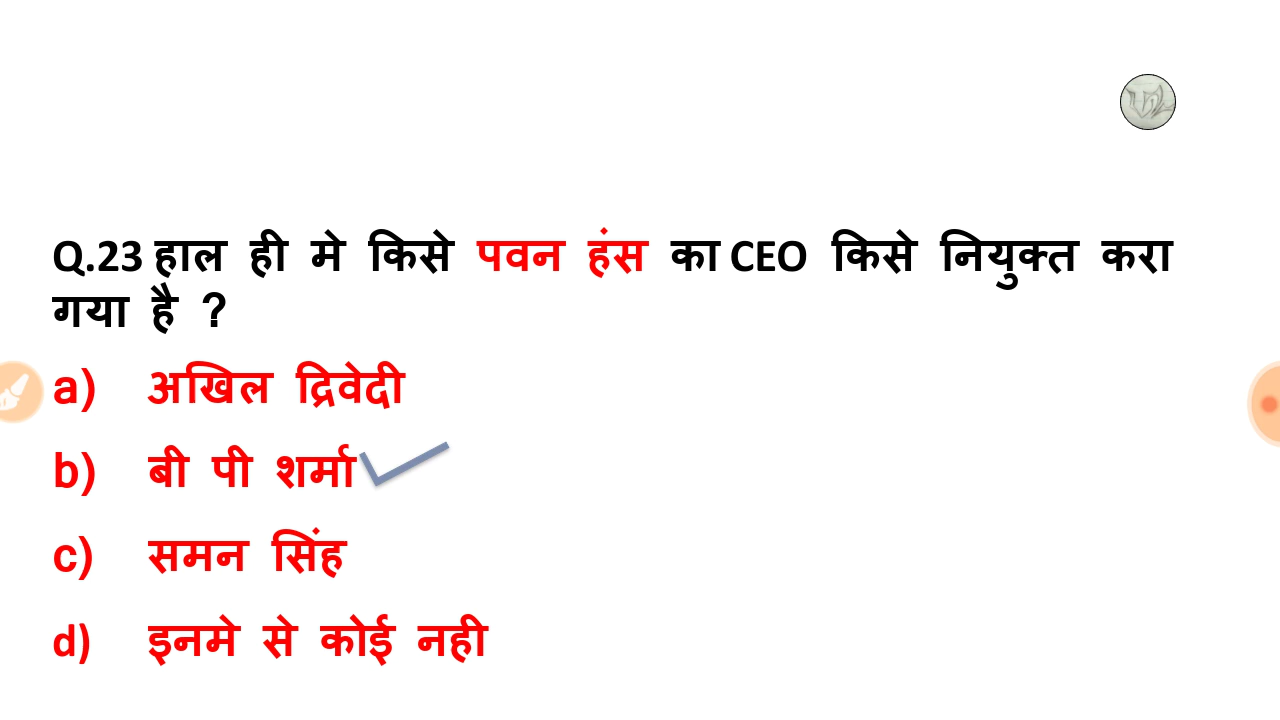 Q.23 हाल ही मे किसे पवन हंस का CEO किसे नियुक्त करा
गया है ?
a) अखिल द्रिवेदी
b) बी पी शर्मा
c) समन सिंह
d) इनमे से कोई नही